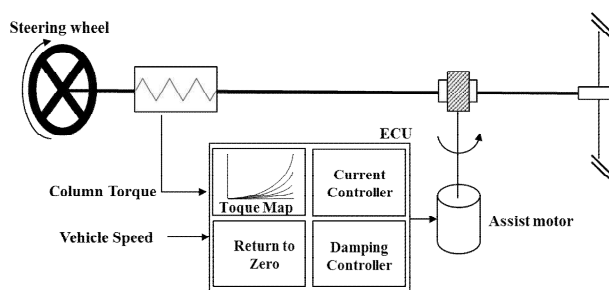 Steering wheel
ECU
Column Torque
Toque Map
Current
Controller
Vehicle Speed
Return to
Zero
Damping
Controller
Assist motor